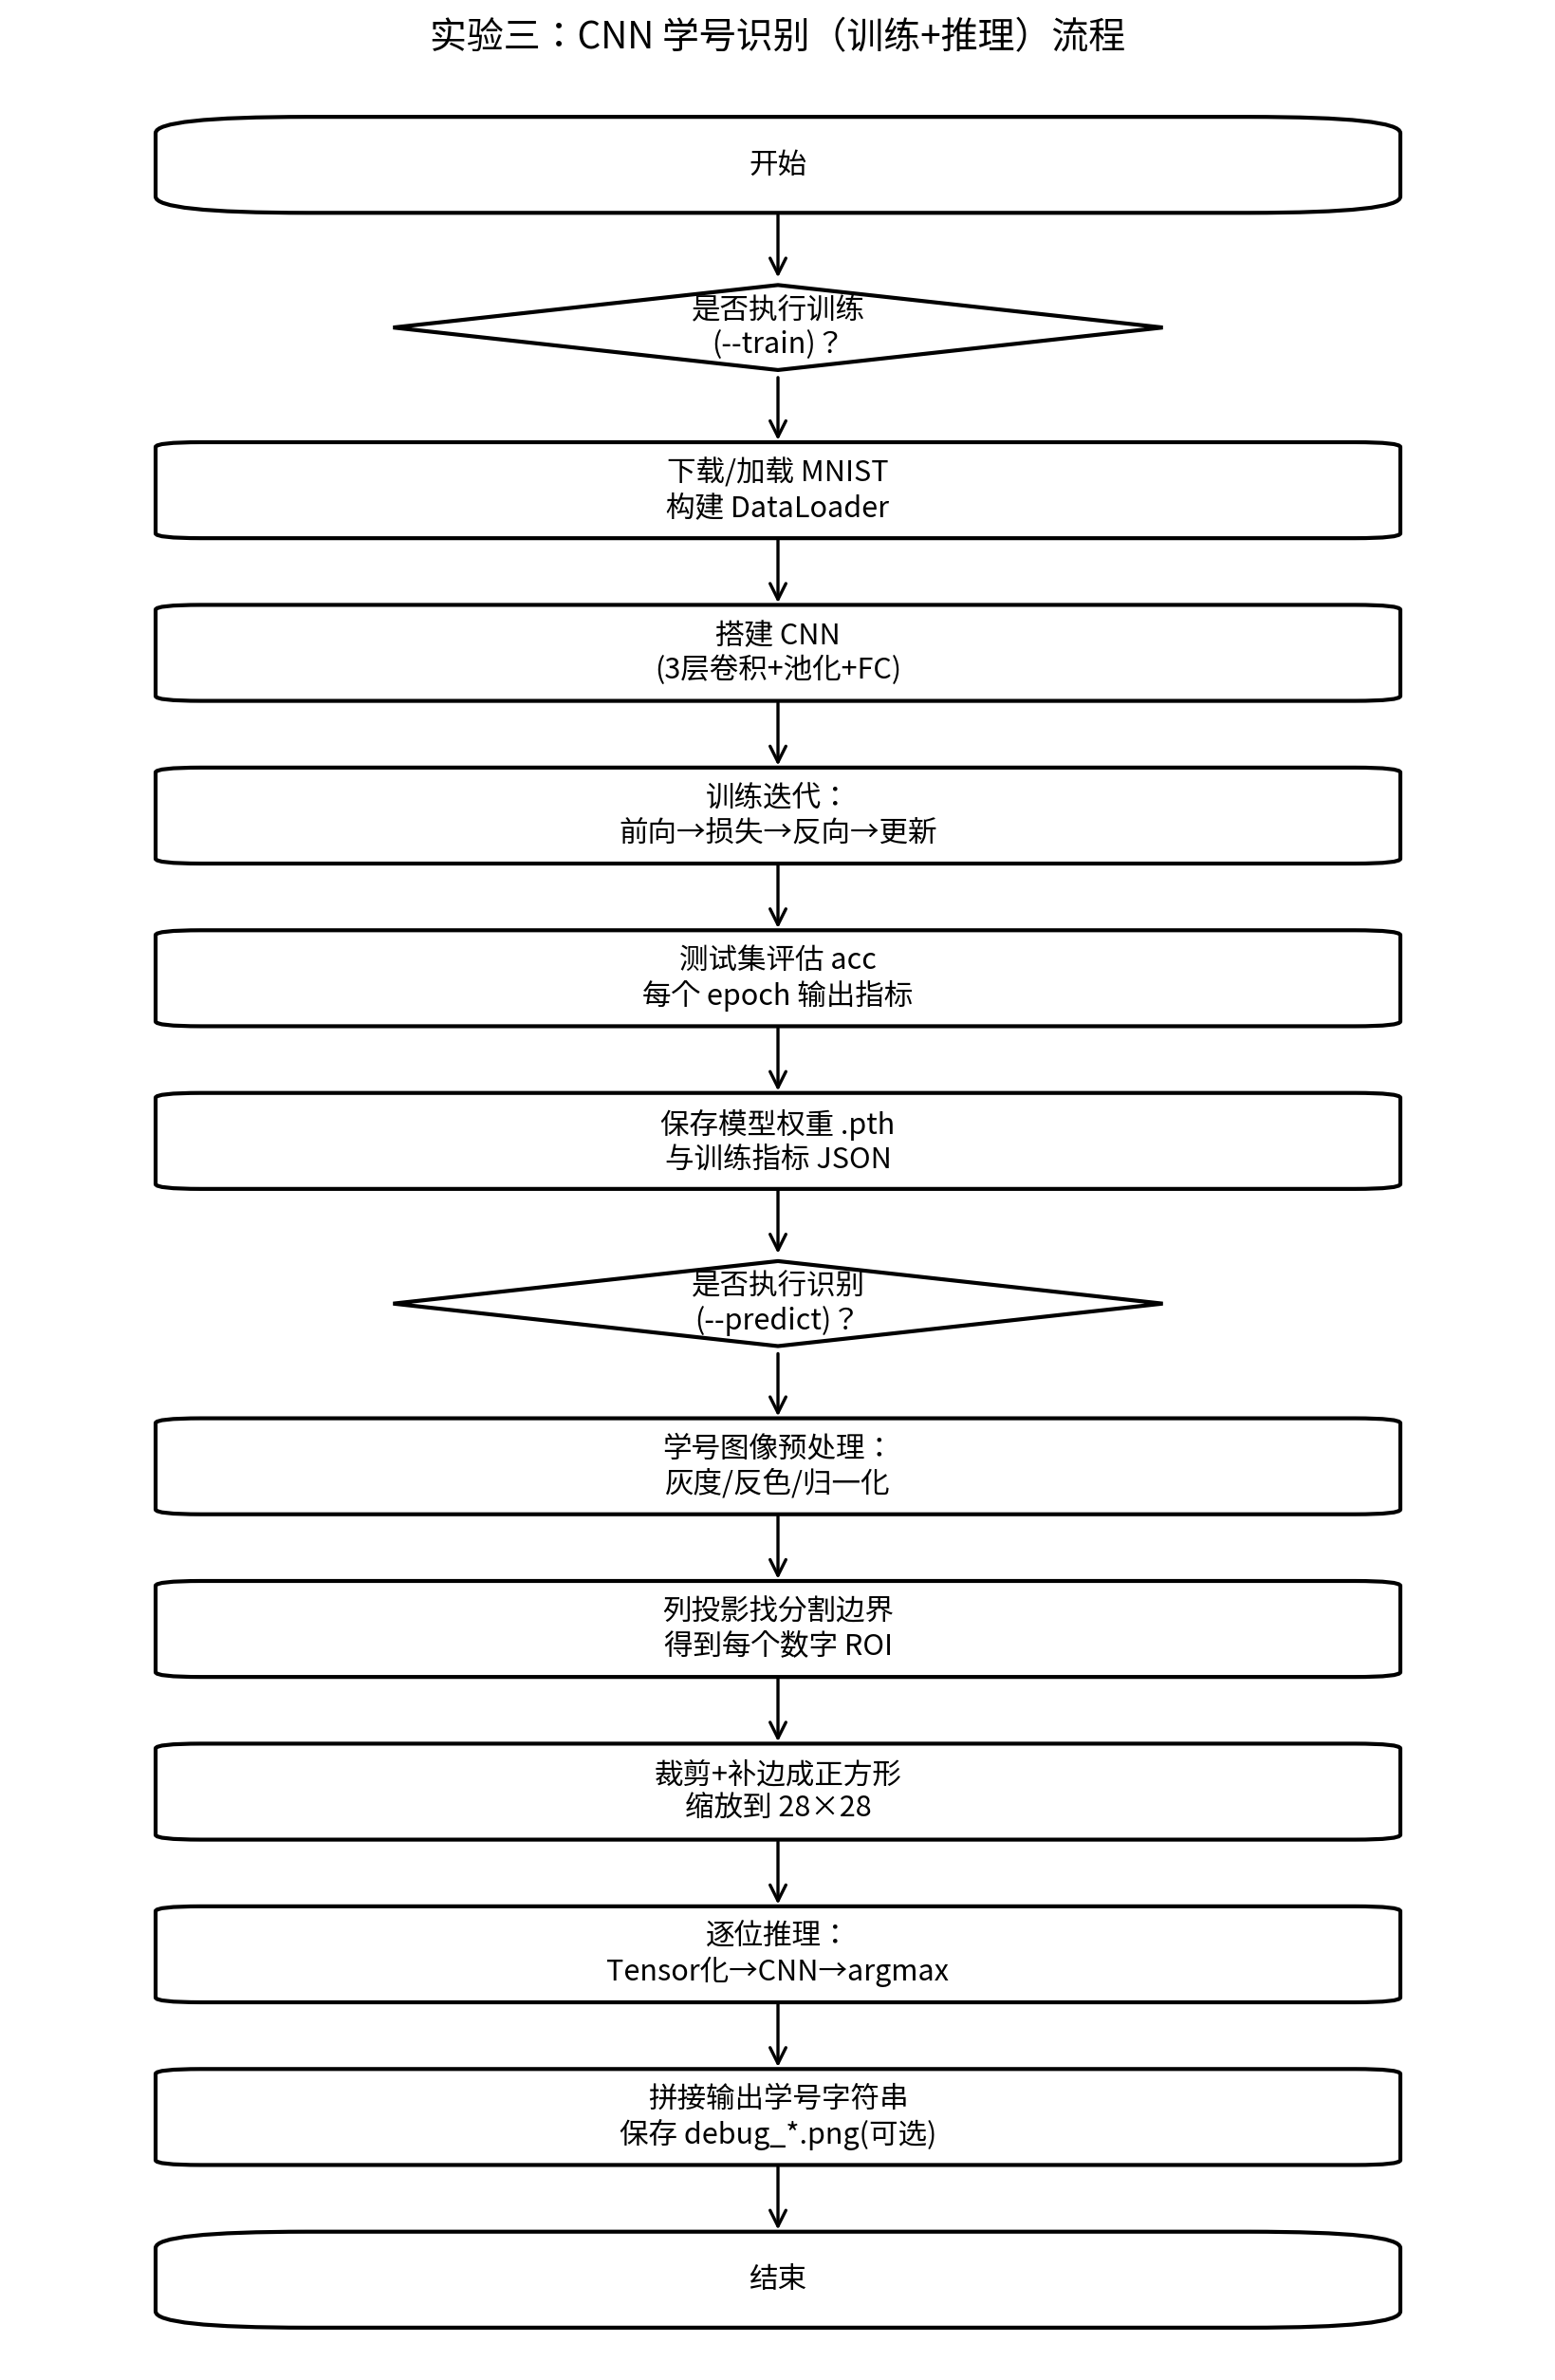 实验三：CNN 学号识别（训练+推理）流程
开始
是否执行训练
(--train)？
下载/加载 MNIST
构建 DataLoader
搭建 CNN
(3层卷积+池化+FC)
训练迭代：
前向→损失→反向→更新
测试集评估 acc
每个 epoch 输出指标
保存模型权重 .pth
与训练指标 JSON
是否执行识别
(--predict)？
学号图像预处理：
灰度/反色/归一化
列投影找分割边界
得到每个数字 ROI
裁剪+补边成正方形
缩放到 28×28
逐位推理：
Tensor化→CNN→argmax
拼接输出学号字符串
保存 debug_*.png(可选)
结束